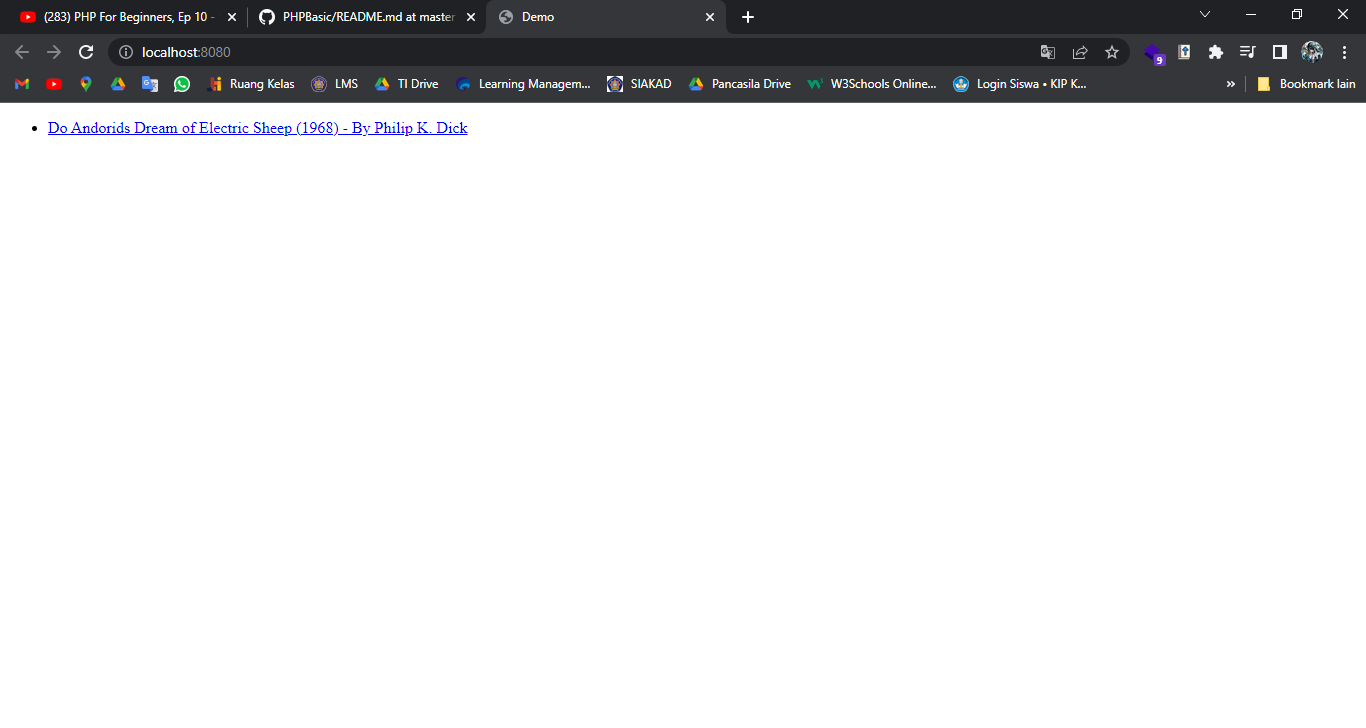 (283) PHP For Beginners, Ep 10 -
PHPBasic/README.md at master
Demo
localhost:8080
9
Ruang Kelas
LMS
TI Drive
Learning Managem...
SIAKAD
Pancasila Drive
W3Schools Online...
Login Siswa • KIP K...
»
Bookmark lain
• Do Andorids Dream of Electric Sheep (1968) - By Philip K. Dick